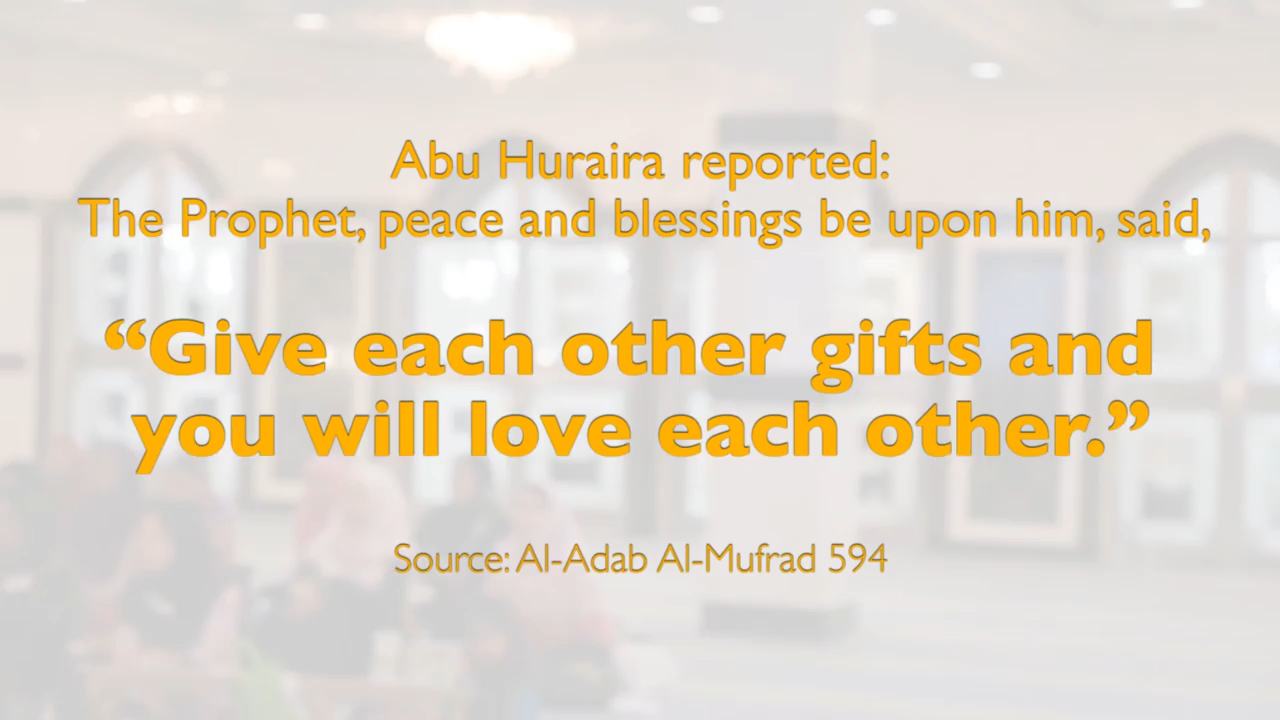 Abu Huraira reported:
The Prophet, peace and blessings be upon him, said,
“Give each other gifts and
you will love each other.”
Source: Al-Adab Al-Mufrad 594